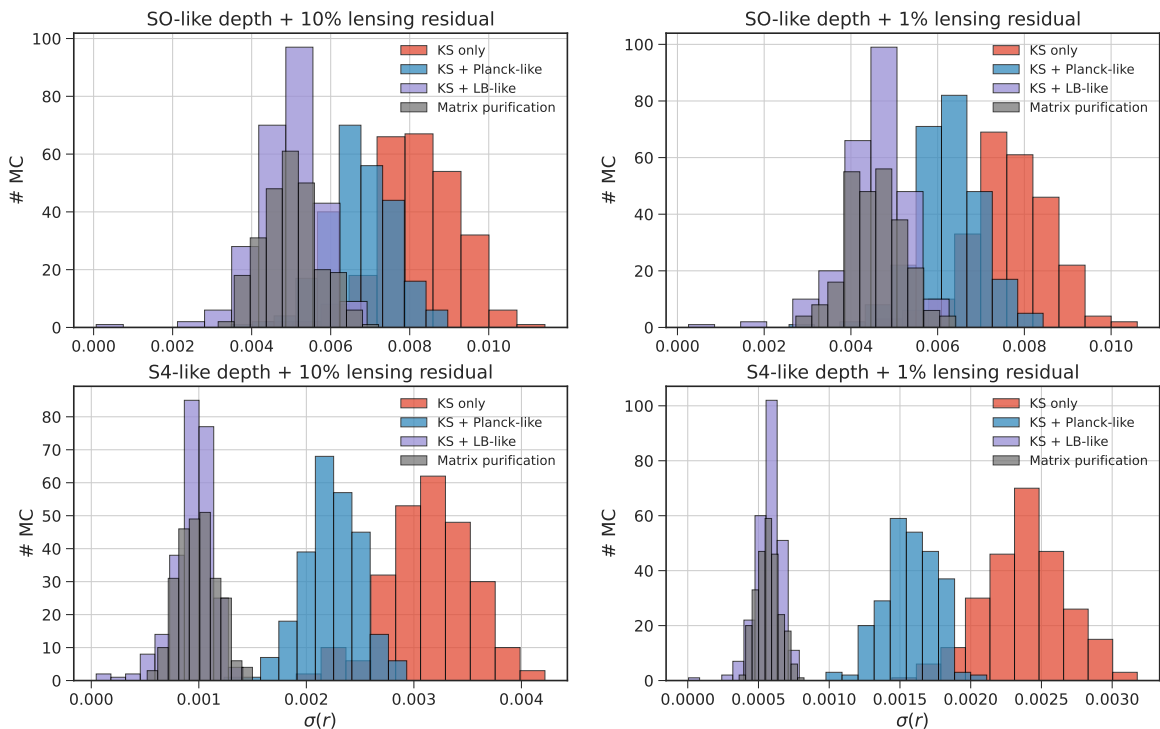 SO-like depth + 10% lensing residual
# MC
100
80
60
40
20
0
0.000 0.002 0.004 0.006 0.008 0.010
KS only
KS + Planck-like
KS + LB-like
Matrix purification
SO-like depth + 1% lensing residual
# MC
100
80
60
40
20
0
0.000 0.002 0.004 0.006 0.008 0.010
KS only
KS + Planck-like
KS + LB-like
Matrix purification
S4-like depth + 10% lensing residual
# MC
80
70
60
50
40
30
20
10
0
0.000 0.001 0.002 0.003 0.004
σ(r)
KS only
KS + Planck-like
KS + LB-like
Matrix purification
S4-like depth + 1% lensing residual
# MC
100
80
60
40
20
0
0.0000 0.0005 0.0010 0.0015 0.0020 0.0025 0.0030
σ(r)
KS only
KS + Planck-like
KS + LB-like
Matrix purification